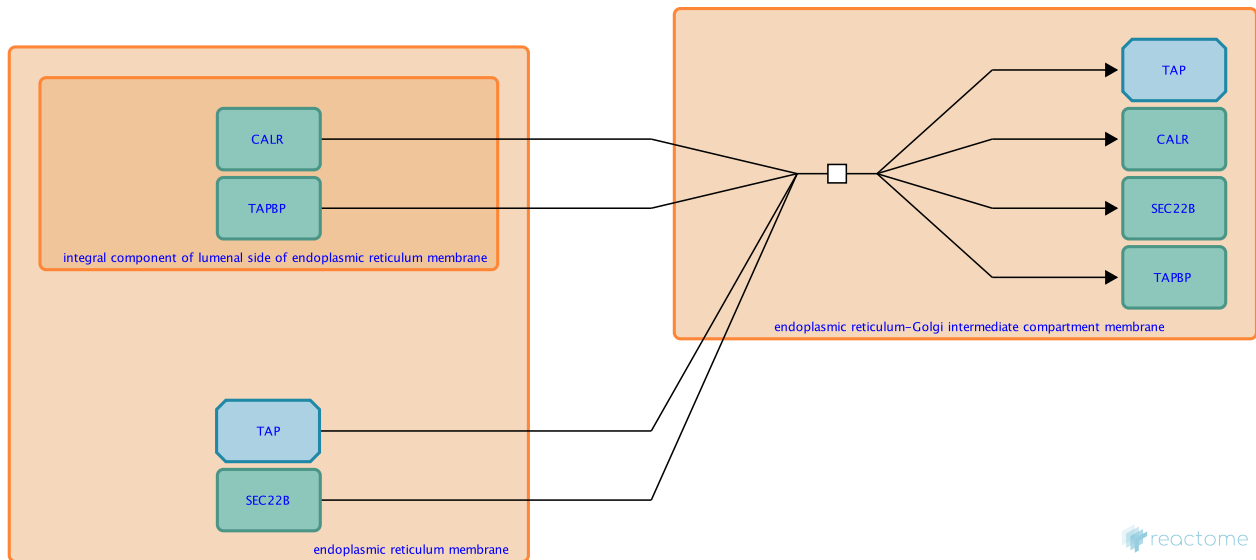 CALR
TAPBP
integral component of lumenal side of endoplasmic reticulum membrane
TAP
SEC22B
endoplasmic reticulum membrane
TAP
CALR
SEC22B
TAPBP
endoplasmic reticulum-Golgi intermediate compartment membrane
reactome